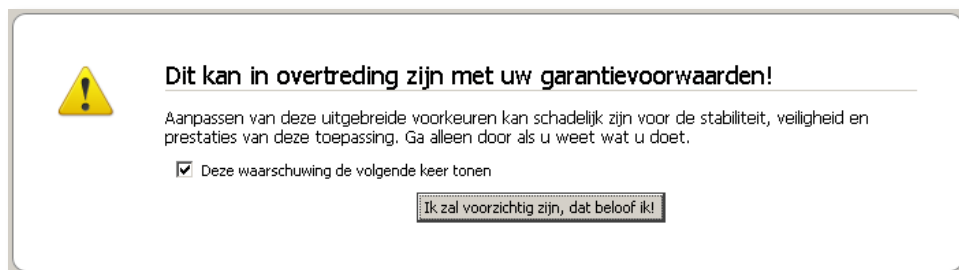 Dit kan in overtreding zijn met uw garantievoorwaarden!
Aanpassen van deze uitgebreide voorkeuren kan schadelijk zijn voor de stabiliteit, veiligheid en
prestaties van deze toepassing. Ga alleen door als u weet wat u doet.
Deze waarschuwing de volgende keer tonen
Ik zal voorzichtig zijn, dat beloof ik!